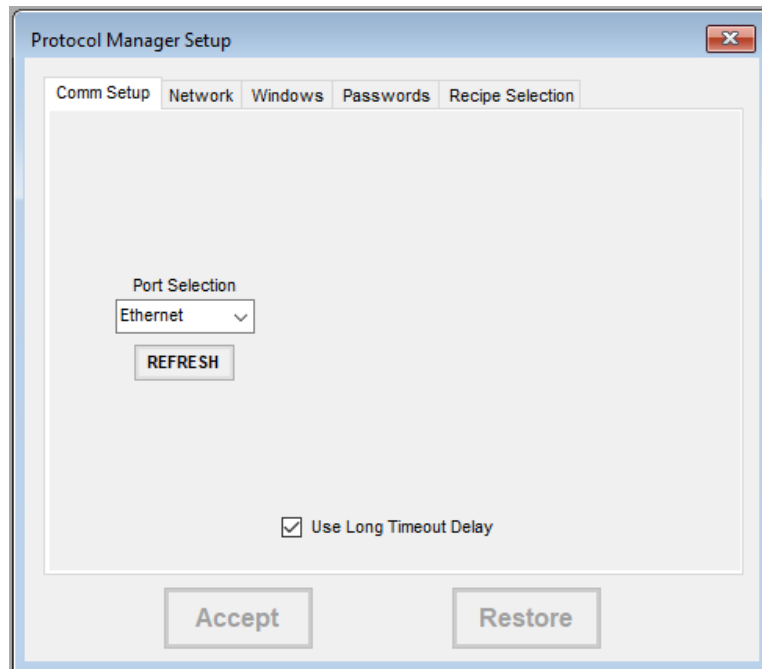 Protocol Manager Setup
Comm Setup Network Windows Passwords Recipe Selection
Port Selection
Ethernet
REFRESH
Use Long Timeout Delay
Accept Restore